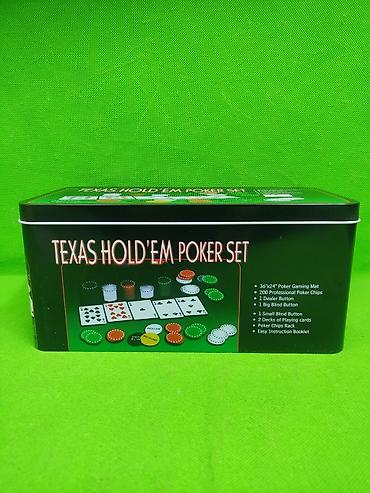 TEXAS HOLD'EM POKER SET
TEXAS HOLD'EM POKER SET
• 36"x24" Poker Gaming Mat
• 200 Professional Poker Chips
• 1 Dealer Button
• 1 Big Blind Button
• 1 Small Blind Button
• 2 Decks of Playing cards
• Poker Chips Rack
• Easy Instruction Booklet